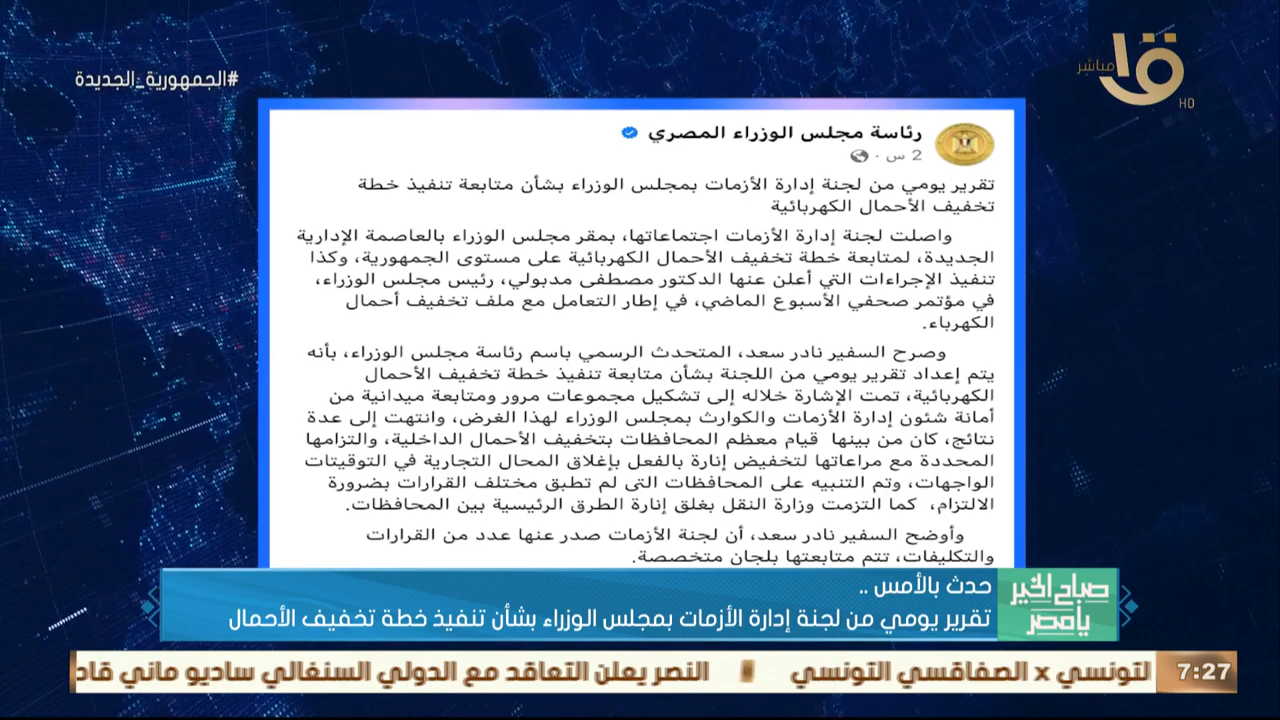 #الجمهورية_الجديدة
مباشر
HD
رئاسة مجلس الوزراء المصري
2 س ·
تقرير يومي من لجنة إدارة الأزمات بمجلس الوزراء بشأن متابعة تنفيذ خطة
تخفيف الأحمال الكهربائية
واصلت لجنة إدارة الأزمات اجتماعاتها، بمقر مجلس الوزراء بالعاصمة الإدارية
الجديدة، لمتابعة خطة تخفيف الأحمال الكهربائية على مستوى الجمهورية، وكذا
تنفيذ الإجراءات التي أعلن عنها الدكتور مصطفى مدبولي، رئيس مجلس الوزراء،
في مؤتمر صحفي الأسبوع الماضي، في إطار التعامل مع ملف تخفيف أحمال
الكهرباء.
وصرح السفير نادر سعد، المتحدث الرسمي باسم رئاسة مجلس الوزراء، بأنه
يتم إعداد تقرير يومي من اللجنة بشأن متابعة تنفيذ خطة تخفيف الأحمال
الكهربائية، تمت الإشارة خلاله إلى تشكيل مجموعات مرور ومتابعة ميدانية من
أمانة شئون إدارة الأزمات والكوارث بمجلس الوزراء لهذا الغرض، وانتهت إلى عدة
نتائج، كان من بينها قيام معظم المحافظات بتخفيف الأحمال الداخلية، والتزامها
المحددة مع مراعاتها لتخفيض إنارة بالفعل بإغلاق المحال التجارية في التوقيتات
الواجهات، وتم التنبيه على المحافظات التى لم تطبق مختلف القرارات بضرورة
الالتزام، كما التزمت وزارة النقل بغلق إنارة الطرق الرئيسية بين المحافظات.
وأوضح السفير نادر سعد، أن لجنة الأزمات صدر عنها عدد من القرارات
والتكليفات، تتم متابعتها بلجان متخصصة.
صباح الخير
يا مصر
حدث بالأمس ..
تقرير يومي من لجنة إدارة الأزمات بمجلس الوزراء بشأن تنفيذ خطة تخفيف الأحمال
7:27
التونسي x الصفاقسي التونسي
النصر يعلن التعاقد مع الدولي السنغالي ساديو ماني قاد